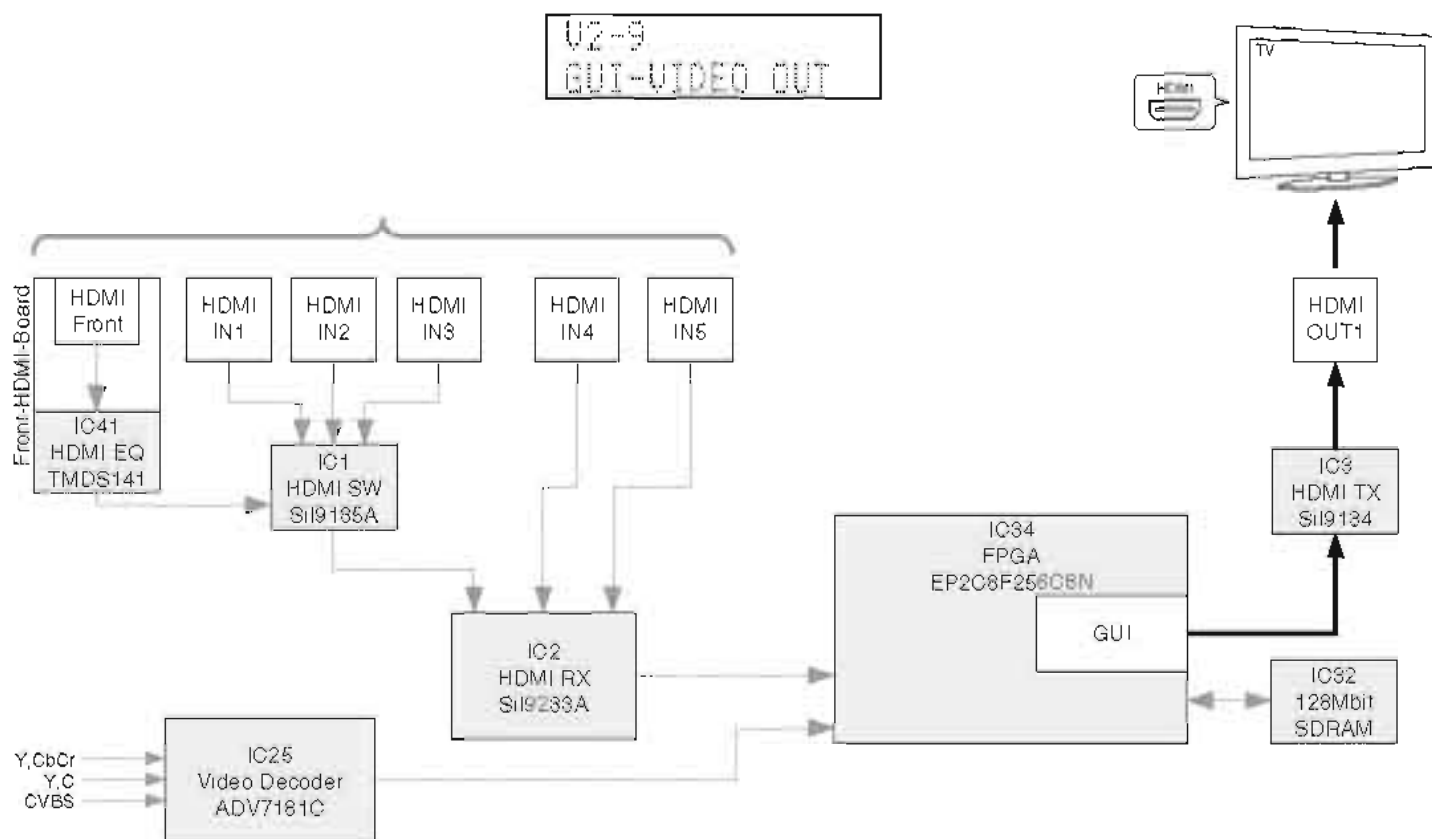 V2-9
GUI-VIDEO OUT
TV
HDMI
Front-HDMI-Board
HDMI
Front
HDMI
IN1
HDMI
IN2
HDMI
IN3
HDMI
IN4
HDMI
IN5
HDMI
OUT1
IC41
HDMI EQ
TMDS141
IC1
HDMI SW
SiI9185A
IC3
HDMI TX
SiI9134
IC34
FPGA
EP2C8F256C8N
GUI
IC2
HDMI RX
SiI9233A
IC32
128Mbit
SDRAM
Y,CbCr
Y,C
CVBS
IC25
Video Decoder
ADV7181C